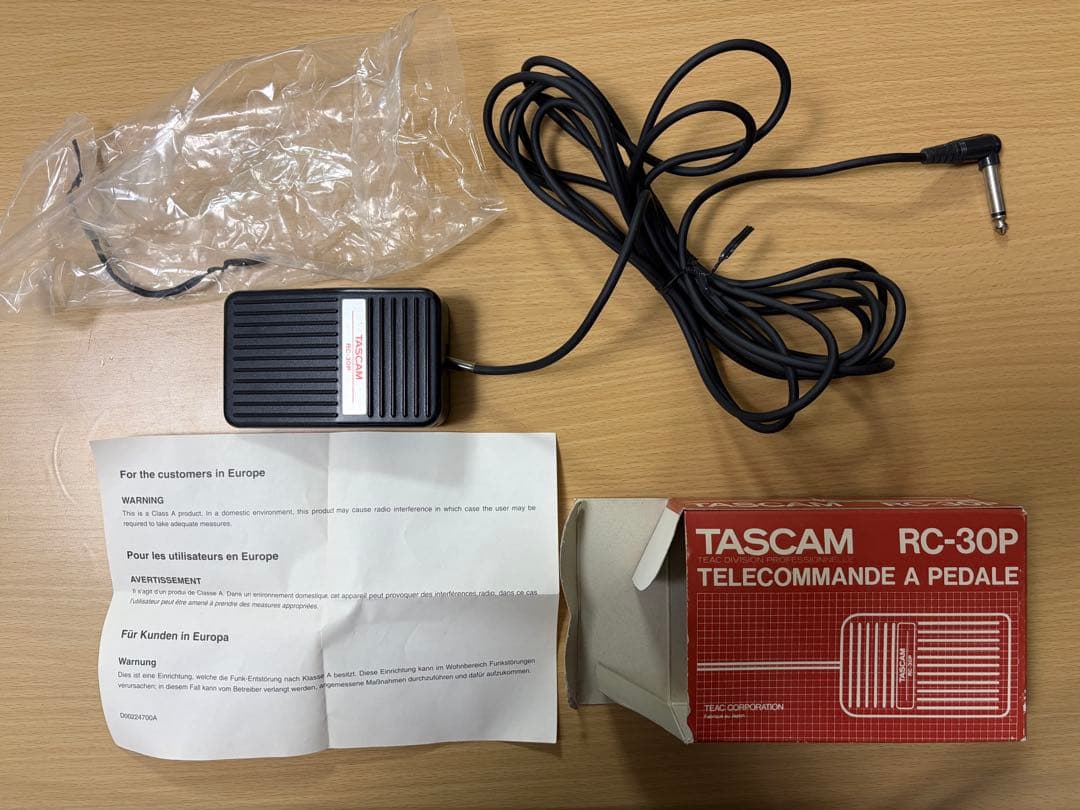 TASCAM
RC-30P
For the customers in Europe
WARNING
This is a Class A product. In a domestic environment, this product may cause radio interference in which case the user may be
required to take adequate measures.
Pour les utilisateurs en Europe
AVERTISSEMENT
Il s'agit d'un produi de Classe A. Dans un enironnement domestique, cet appareil peut provoquer des interférences radio, dans ce cas
l'utilisateur peut être amené à prendre des mesures appropriées.
Für Kunden in Europa
Warnung
Dies ist eine Einrichtung, welche die Funk-Entstörung nach Klasse A besitzt. Diese Einrichtung kann im Wohnbereich Funkstörungen
verursachen; in diesem Fall kann vom Betreiber verlangt werden, angemessene Maßnahmen durchzuführen und dafür aufzukommen.
D00224700A
TASCAM RC-30P
TASCAM RC-30P
TEAC DIVISION PROFESSIONNELLE
TELECOMMANDE A PEDALE
TASCAM
RC-30P
TEAC CORPORATION
Fabriqué au Japon